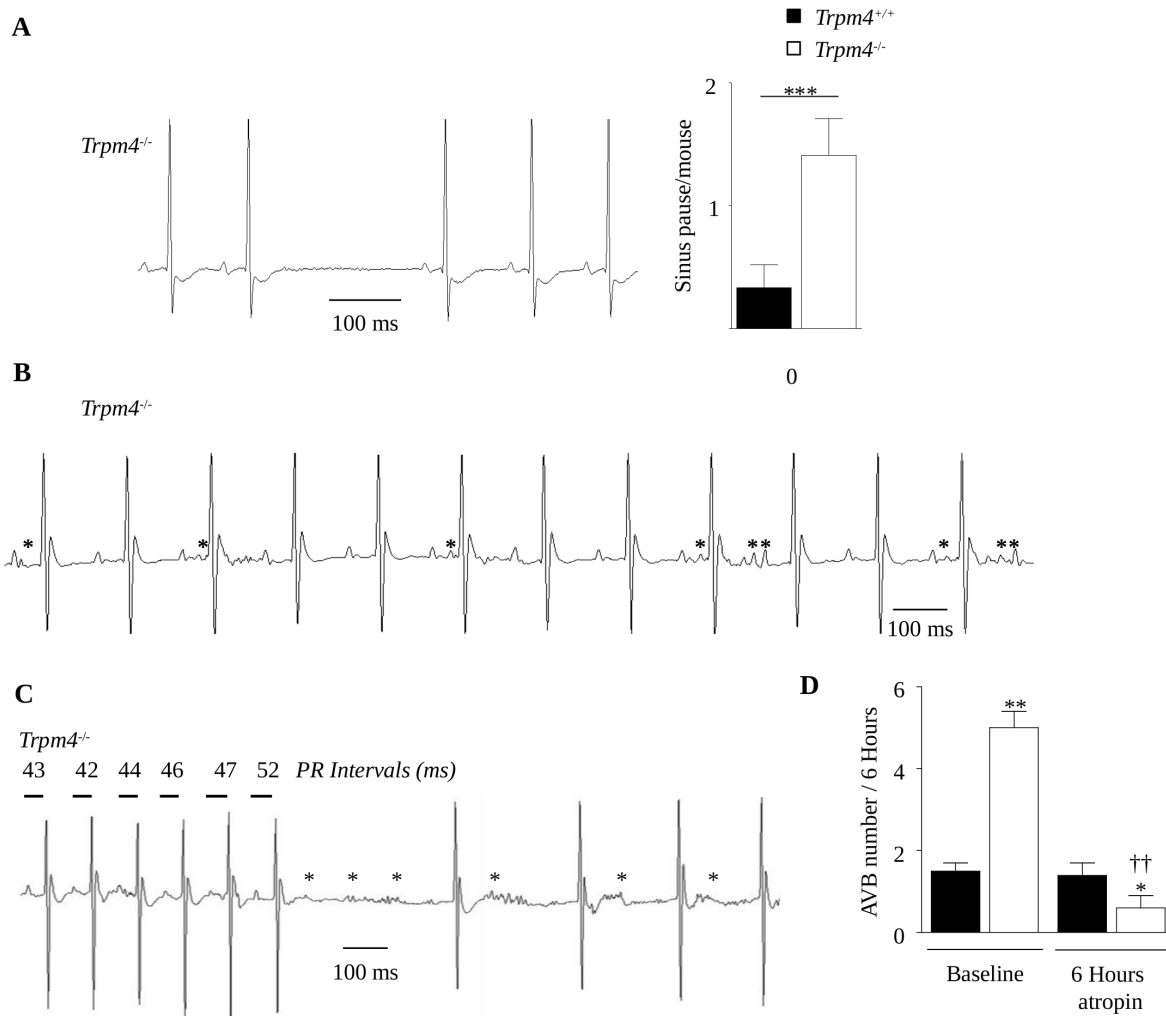 A
Trpm4+/+
Trpm4-/-
Trpm4-/-
100 ms
2
***
1
Sinus pause/mouse
0
B
Trpm4-/-
* * * * ** * **
100 ms
C
Trpm4-/-
43 42 44 46 47 52 PR Intervals (ms)
* * * * * *
100 ms
D
6
4
2
0
AVB number / 6 Hours
**
††
*
Baseline
6 Hours
atropin